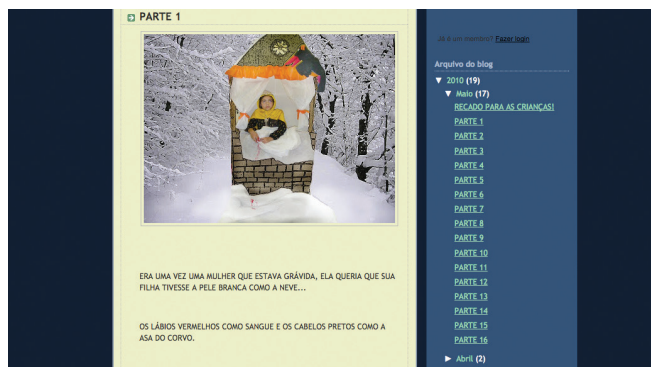 PARTE 1
ERA UMA VEZ UMA MULHER QUE ESTAVA GRÁVIDA, ELA QUERIA QUE SUA
FILHA TIVESSE A PELE BRANCA COMO A NEVE...
OS LÁBIOS VERMELHOS COMO SANGUE E OS CABELOS PRETOS COMO A
ASA DO CORVO.
Já é um membro? Fazer login
Arquivo do blog
▼ 2010 (19)
▼ Maio (17)
RECADO PARA AS CRIANÇAS!
PARTE 1
PARTE 2
PARTE 3
PARTE 4
PARTE 5
PARTE 6
PARTE 7
PARTE 8
PARTE 9
PARTE 10
PARTE 11
PARTE 12
PARTE 13
PARTE 14
PARTE 15
PARTE 16
► Abril (2)